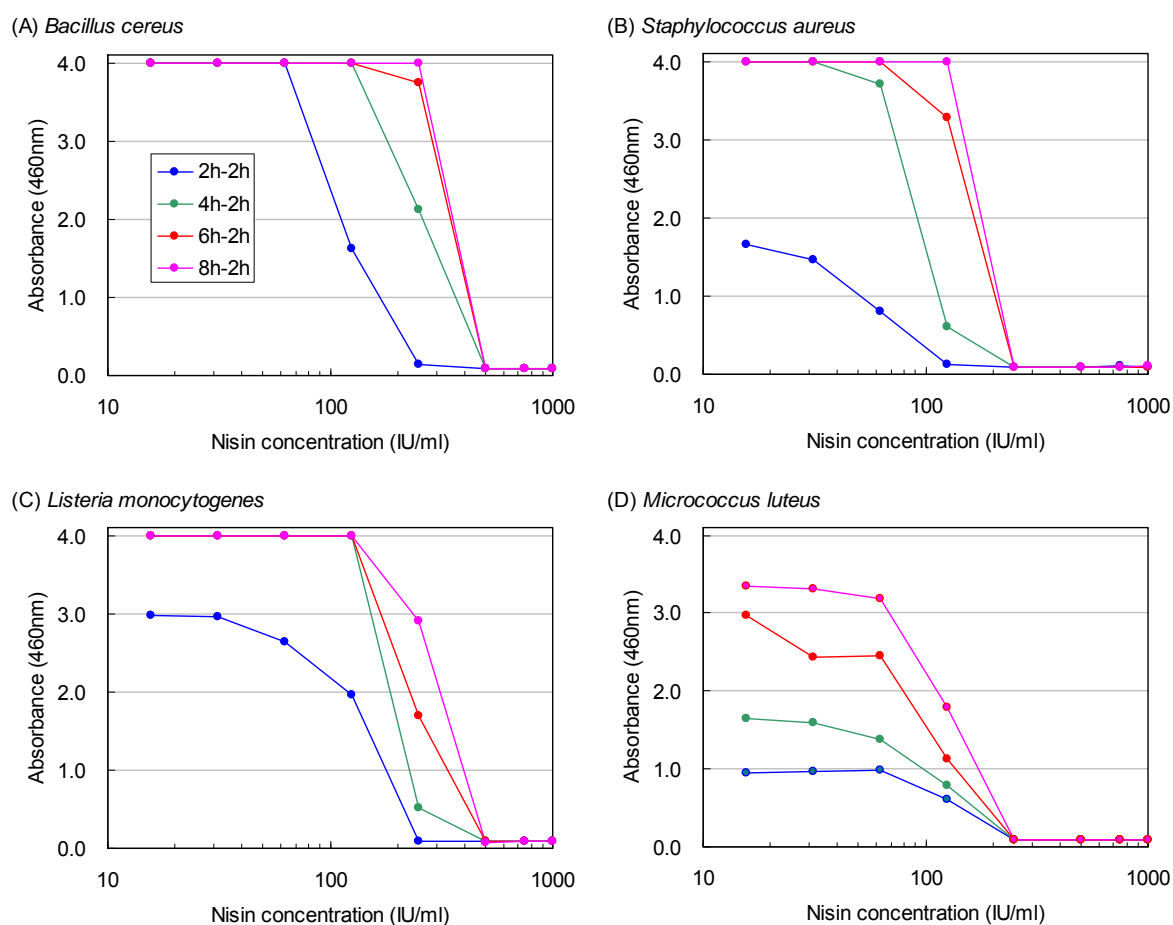 (A) Bacillus cereus
4.0
3.0
2.0
1.0
0.0
Absorbance (460nm)
2h-2h
4h-2h
6h-2h
8h-2h
10 100 1000
Nisin concentration (IU/ml)
(B) Staphylococcus aureus
4.0
3.0
2.0
1.0
0.0
Absorbance (460nm)
10 100 1000
Nisin concentration (IU/ml)
(C) Listeria monocytogenes
4.0
3.0
2.0
1.0
0.0
Absorbance (460nm)
10 100 1000
Nisin concentration (IU/ml)
(D) Micrococcus luteus
4.0
3.0
2.0
1.0
0.0
Absorbance (460nm)
10 100 1000
Nisin concentration (IU/ml)